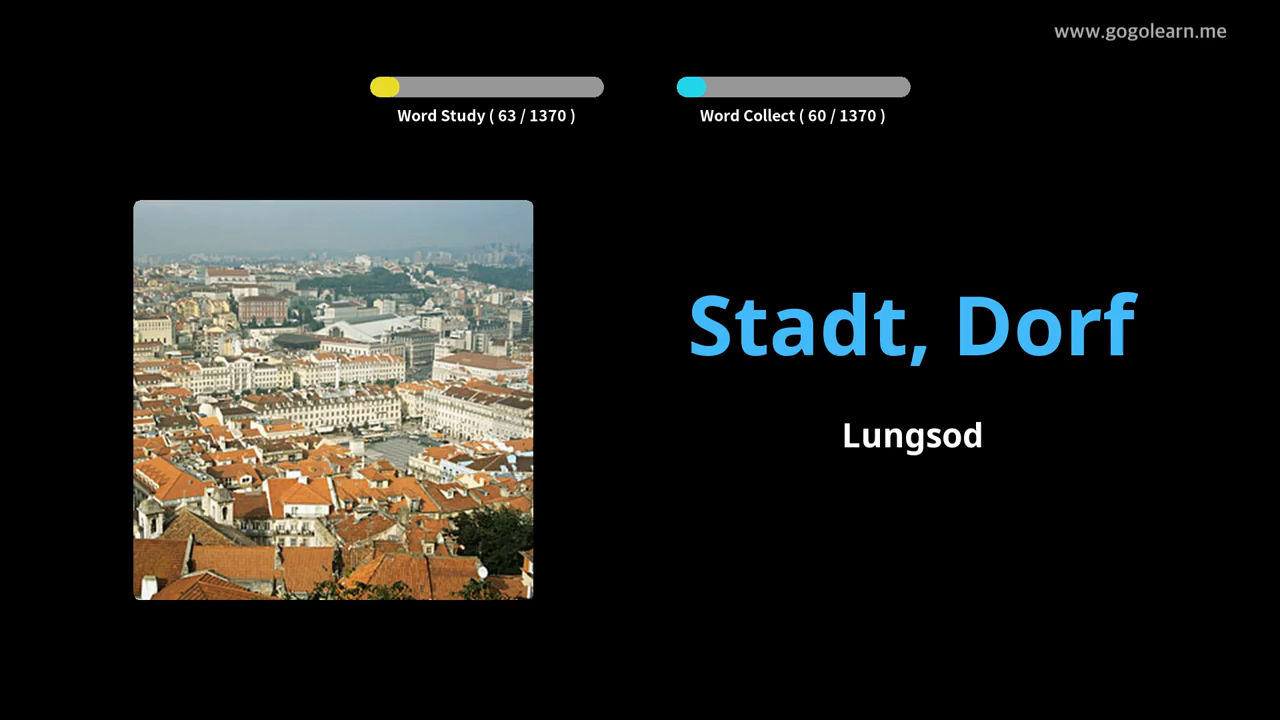 www.gogolearn.me
Word Study ( 63 / 1370 )
Word Collect ( 60 / 1370 )
Stadt, Dorf
Lungsod